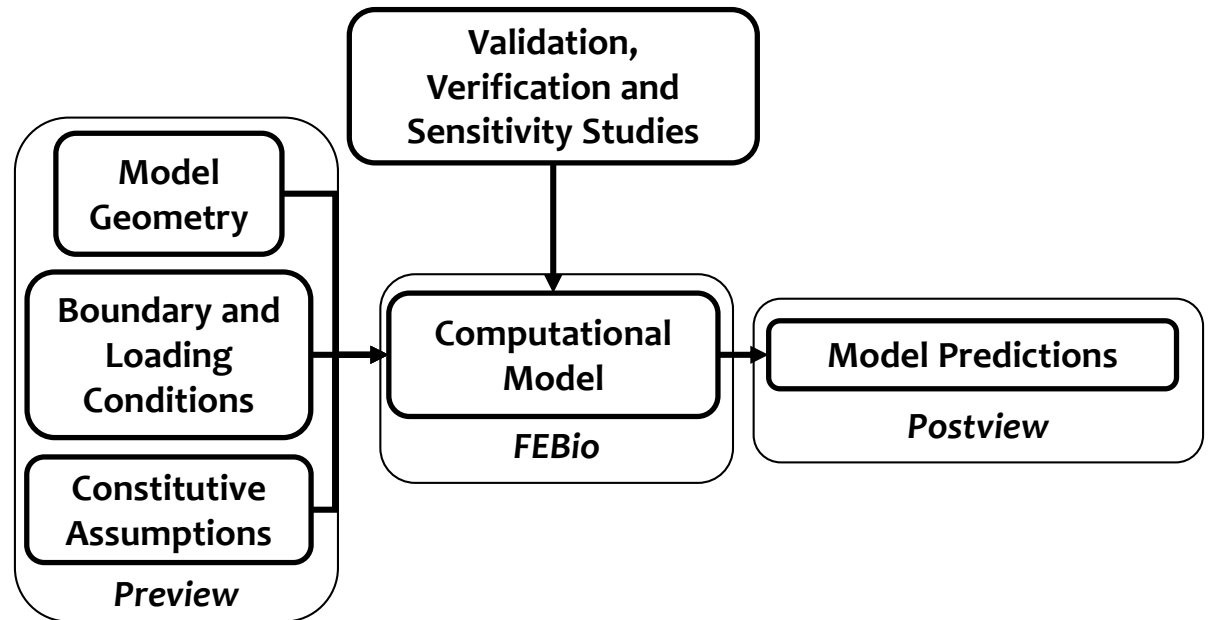 Validation,
Verification and
Sensitivity Studies
Model
Geometry
Boundary and
Loading
Conditions
Constitutive
Assumptions
Preview
Computational
Model
FEBio
Model Predictions
Postview